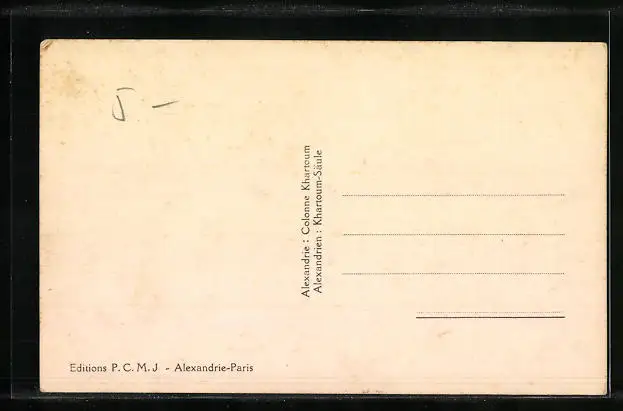 5.-
Alexandrie : Colonne Khartoum
Alexandrien : Khartoum-Säule
Editions P. C. M. J - Alexandrie-Paris